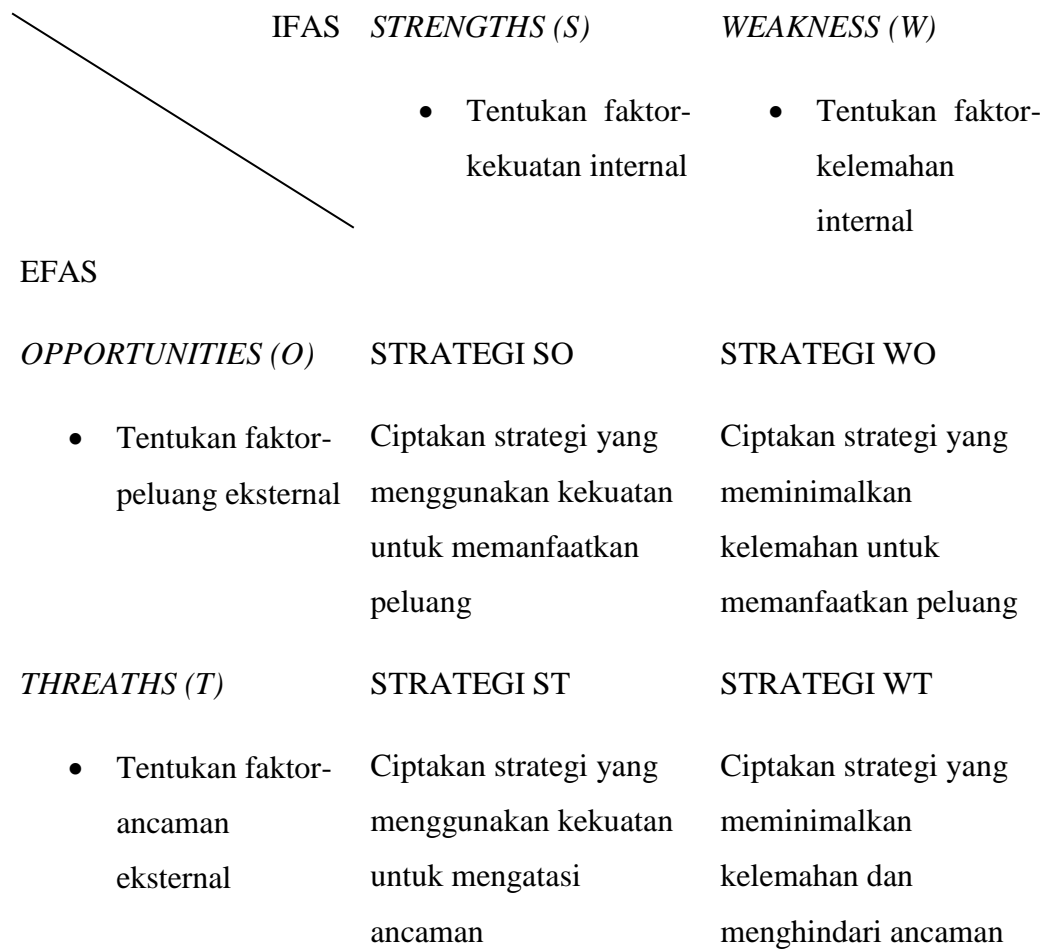 IFAS STRENGTHS (S) WEAKNESS (W)
• Tentukan faktor- • Tentukan faktor-
kekuatan internal kelemahan
internal
EFAS
OPPORTUNITIES (O) STRATEGI SO STRATEGI WO
• Tentukan faktor- Ciptakan strategi yang Ciptakan strategi yang
peluang eksternal menggunakan kekuatan meminimalkan
untuk memanfaatkan kelemahan untuk
peluang memanfaatkan peluang
THREATHS (T) STRATEGI ST STRATEGI WT
• Tentukan faktor- Ciptakan strategi yang Ciptakan strategi yang
ancaman menggunakan kekuatan meminimalkan
eksternal untuk mengatasi kelemahan dan
ancaman menghindari ancaman